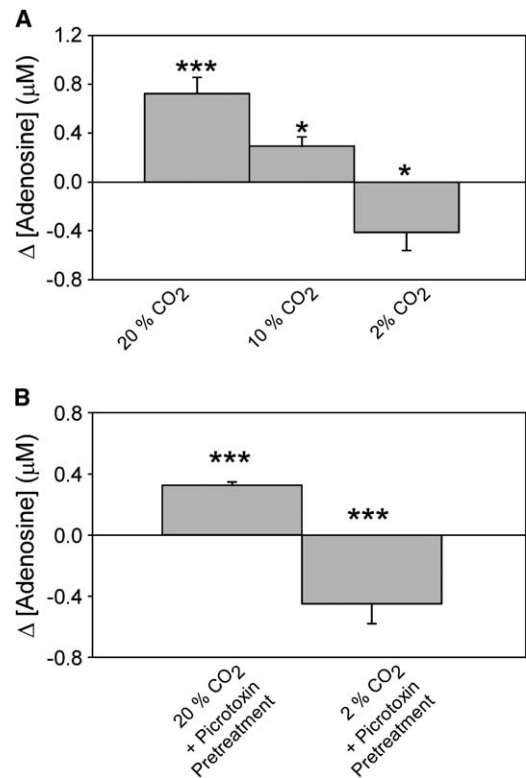 A
Δ [Adenosine] (μM)
1.2
0.8
0.4
0.0
-0.4
-0.8
***
*
*
20 % CO2
10 % CO2
2% CO2
B
Δ [Adenosine] (μM)
0.8
0.4
0.0
-0.4
-0.8
***
***
20 % CO2
+ Picrotoxin
Pretreatment
2 % CO2
+ Picrotoxin
Pretreatment